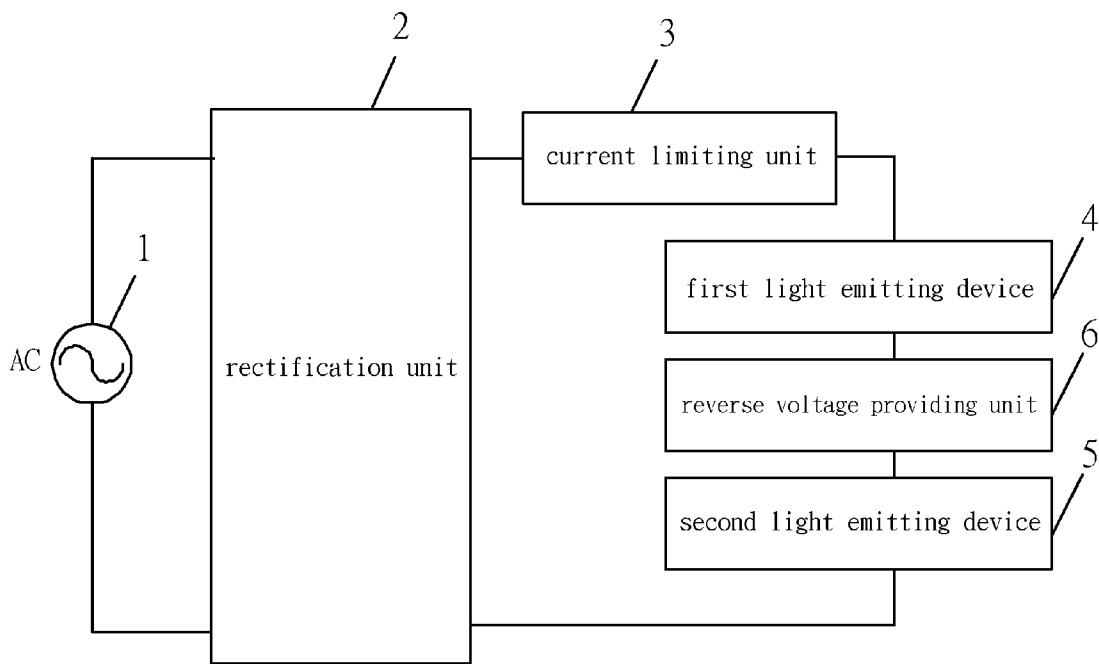 2
3
current limiting unit
4
1
first light emitting device
6
AC
rectification unit
reverse voltage providing unit
5
second light emitting device